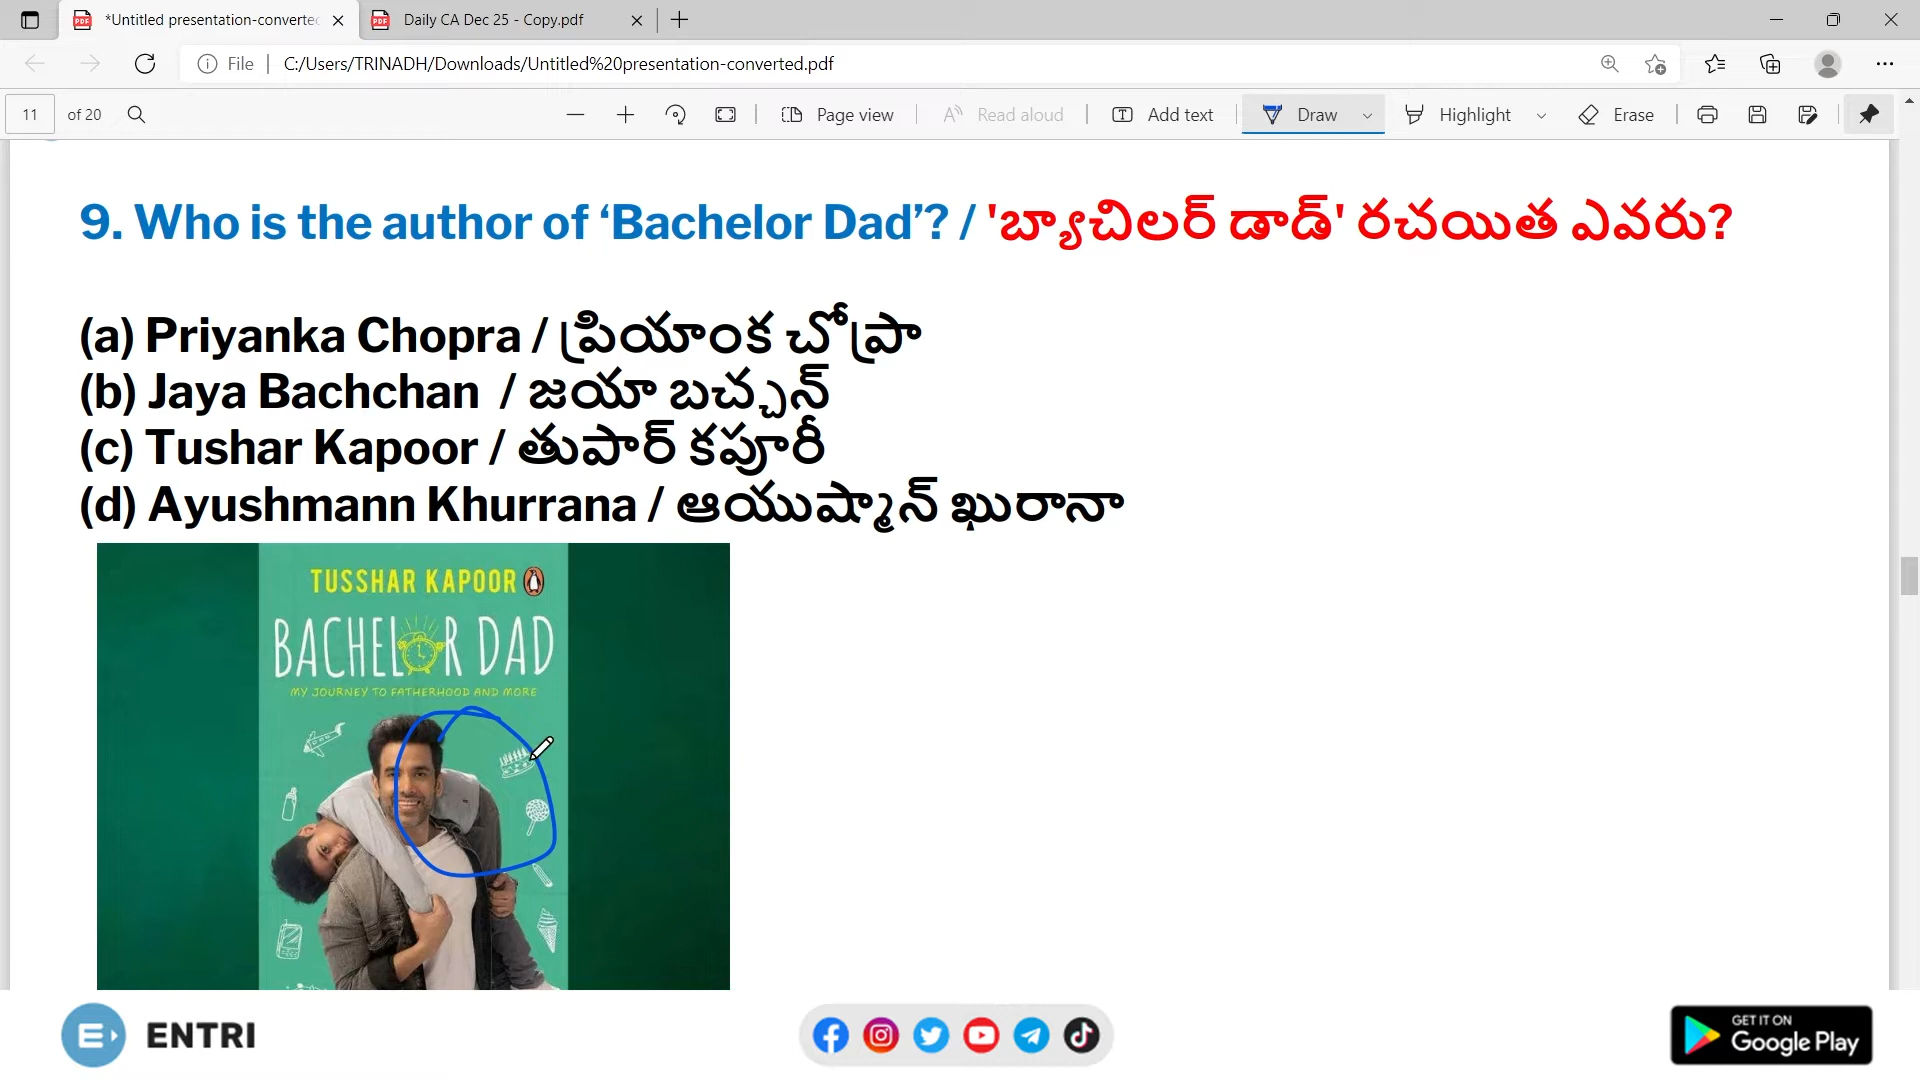 *Untitled presentation-converte
Daily CA Dec 25 - Copy.pdf
File
C:/Users/TRINADH/Downloads/Untitled%20presentation-converted.pdf
11 of 20
Page view
Read aloud
Add text
Draw
Highlight
Erase
9. Who is the author of ‘Bachelor Dad’? / 'బ్యాచిలర్ డాడ్' రచయిత ఎవరు?
(a) Priyanka Chopra / ప్రియాంక చోప్రా
(b) Jaya Bachchan / జయా బచ్చన్
(c) Tushar Kapoor / తుపార్ కపూరీ
(d) Ayushmann Khurrana / ఆయుష్మాన్ ఖురానా
TUSSHAR KAPOOR
BACHELOR DAD
MY JOURNEY TO FATHERHOOD AND MORE
ENTRI
GET IT ON
Google Play